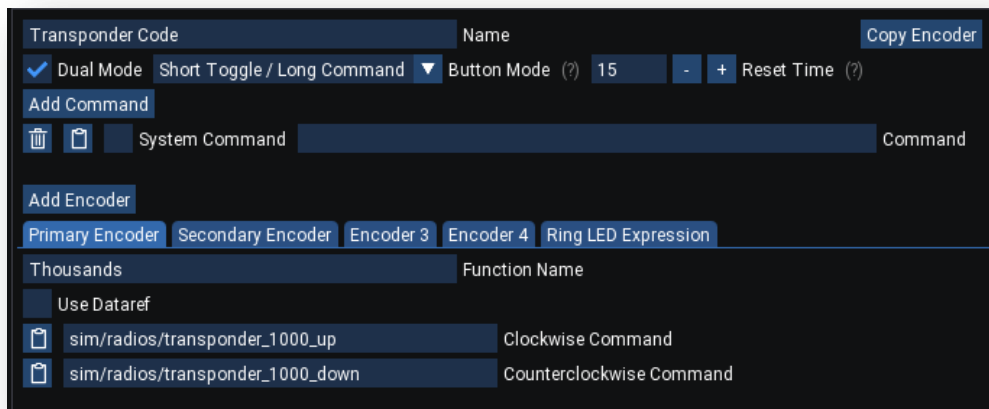 Transponder Code Name Copy Encoder
Dual Mode Short Toggle / Long Command Button Mode (?) 15 - + Reset Time (?)
Add Command
System Command Command
Add Encoder
Primary Encoder Secondary Encoder Encoder 3 Encoder 4 Ring LED Expression
Thousands Function Name
Use Dataref
sim/radios/transponder_1000_up Clockwise Command
sim/radios/transponder_1000_down Counterclockwise Command